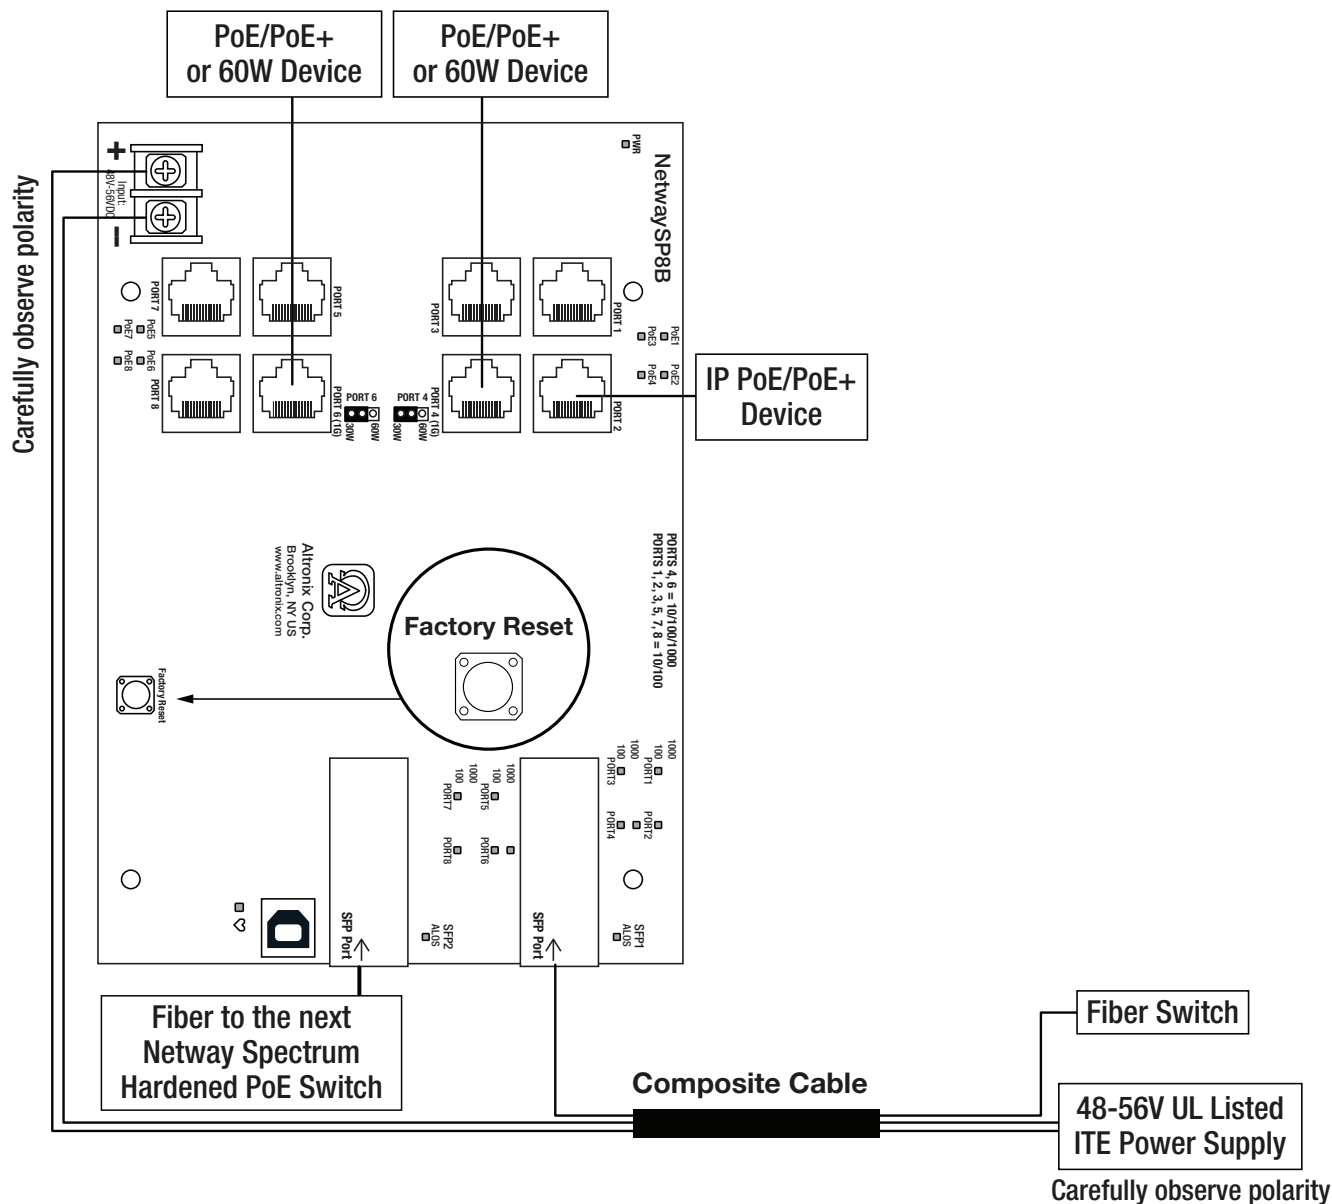 PoE/PoE+
or 60W Device
PoE/PoE+
or 60W Device
Carefully observe polarity
+
Input:
48V-56VDC
–
PWR
NetwaySP8B
PORT 7
PORT 5
PORT 3
PORT 1
PoE7
PoE5
PoE8
PoE6
PoE3
PoE1
PoE4
PoE2
PORT 8
PORT 6 (1G)
PORT 6
30W
60W
PORT 4
30W
60W
PORT 4 (1G)
PORT 2
IP PoE/PoE+
Device
Altronix Corp.
Brooklyn, NY US
www.altronix.com
PORTS 4, 6 = 10/100/1000
PORTS 1, 2, 3, 5, 7, 8 = 10/100
Factory Reset
Factory Reset
1000
100
PORT3
1000
100
PORT1
1000
100
PORT7
1000
100
PORT5
PORT4
PORT2
PORT8
PORT6
SFP Port
SFP2
ALOS
SFP Port
SFP1
ALOS
Fiber to the next
Netway Spectrum
Hardened PoE Switch
Fiber Switch
Composite Cable
48-56V UL Listed
ITE Power Supply
Carefully observe polarity